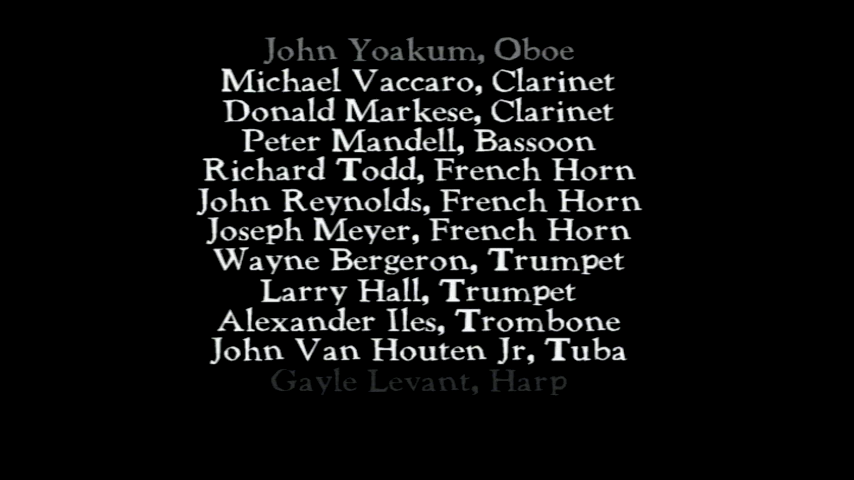 John Yoakum, Oboe
Michael Vaccaro, Clarinet
Donald Markese, Clarinet
Peter Mandell, Bassoon
Richard Todd, French Horn
John Reynolds, French Horn
Joseph Meyer, French Horn
Wayne Bergeron, Trumpet
Larry Hall, Trumpet
Alexander Iles, Trombone
John Van Houten Jr, Tuba
Gayle Levant, Harp